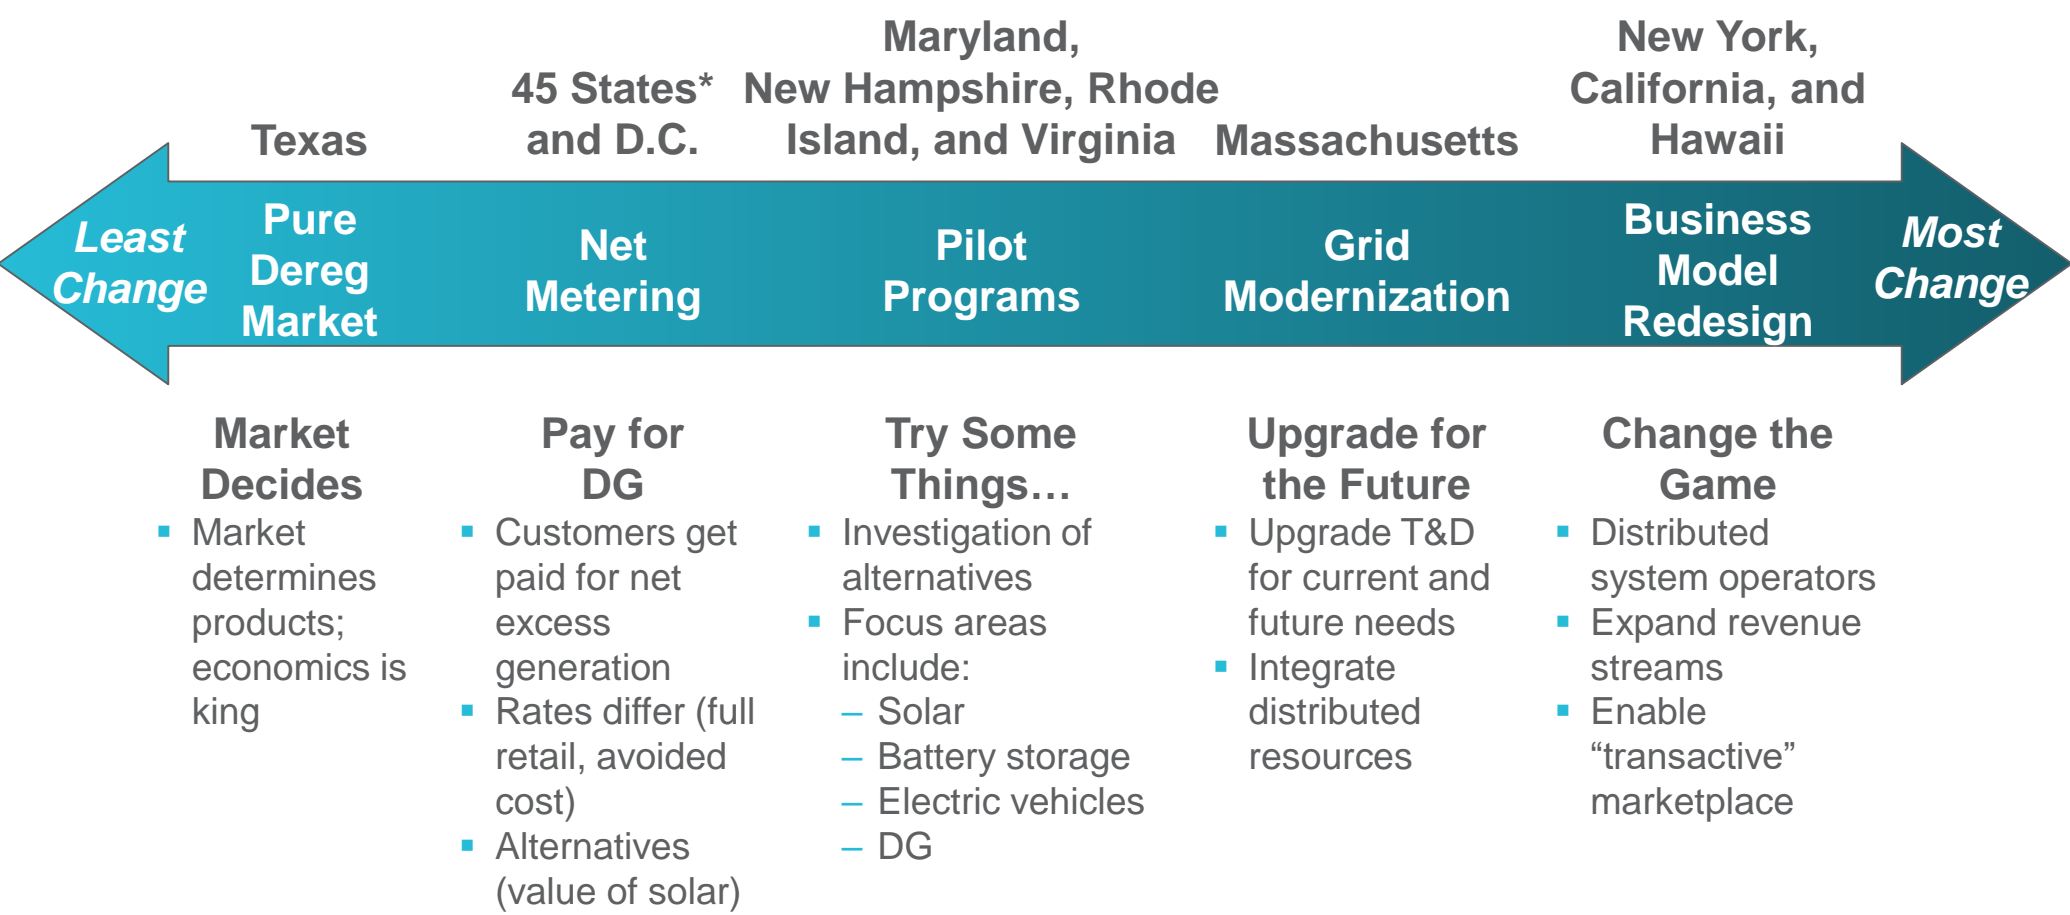 Texas
45 States*
and D.C.
Maryland,
New Hampshire, Rhode
Island, and Virginia
Massachusetts
New York,
California, and
Hawaii
Least
Change
Pure
Dereg
Market
Net
Metering
Pilot
Programs
Grid
Modernization
Business
Model
Redesign
Most
Change
Market
Decides
▪ Market
determines
products;
economics is
king
Pay for
DG
▪ Customers get
paid for net
excess
generation
▪ Rates differ (full
retail, avoided
cost)
▪ Alternatives
(value of solar)
Try Some
Things…
▪ Investigation of
alternatives
▪ Focus areas
include:
– Solar
– Battery storage
– Electric vehicles
– DG
Upgrade for
the Future
▪ Upgrade T&D
for current and
future needs
▪ Integrate
distributed
resources
Change the
Game
▪ Distributed
system operators
▪ Expand revenue
streams
▪ Enable
“transactive”
marketplace